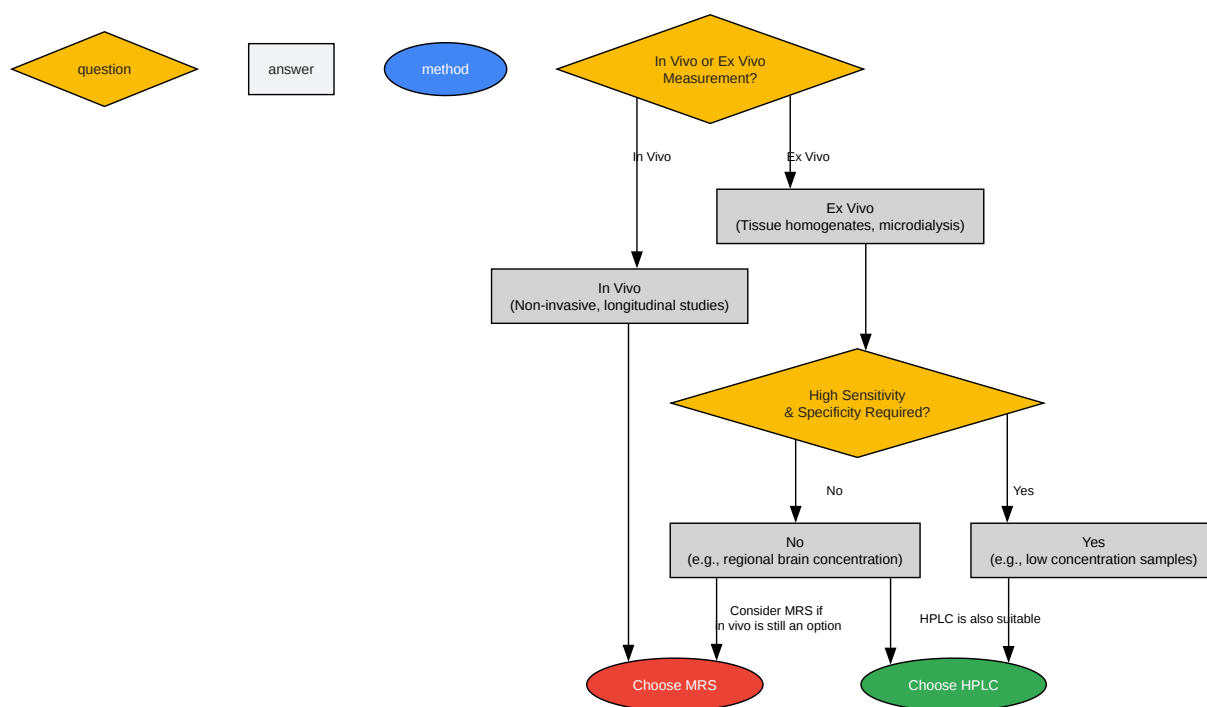 question
answer
method
In Vivo or Ex Vivo
Measurement?
In Vivo
Ex Vivo
Ex Vivo
(Tissue homogenates, microdialysis)
In Vivo
(Non-invasive, longitudinal studies)
High Sensitivity
& Specificity Required?
No
Yes
No
(e.g., regional brain concentration)
Yes
(e.g., low concentration samples)
Consider MRS if
in vivo is still an option
HPLC is also suitable
Choose MRS
Choose HPLC